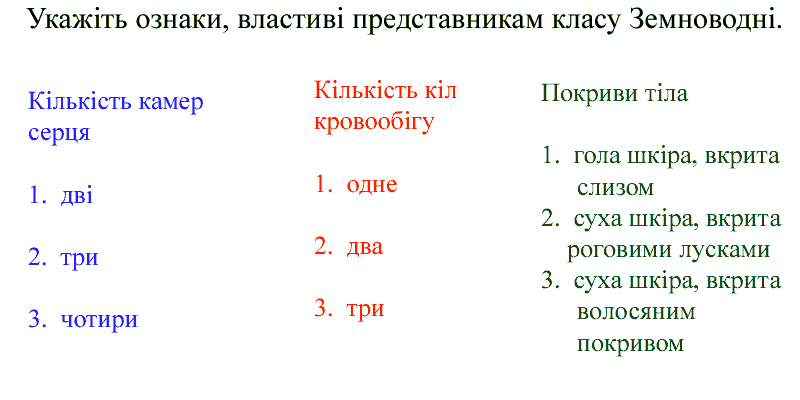 Укажіть ознаки, властиві представникам класу Земноводні.
Кількість камер
серця
1. дві
2. три
3. чотири
Кількість кіл
кровообігу
1. одне
2. два
3. три
Покриви тіла
1. гола шкіра, вкрита
слизом
2. суха шкіра, вкрита
роговими лусками
3. суха шкіра, вкрита
волосяним
покривом